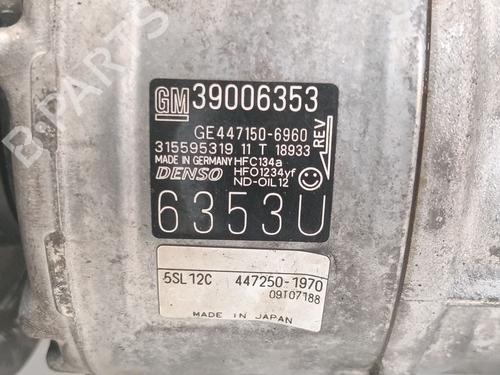 GM 39006353
GE447150-6960
315595319 11 T 18933
MADE IN GERMANY HFC134a
DENSO HFO1234yf
ND-OIL12
REV
6353U
5SL12C 447250-1970
09T07188
MADE IN JAPAN